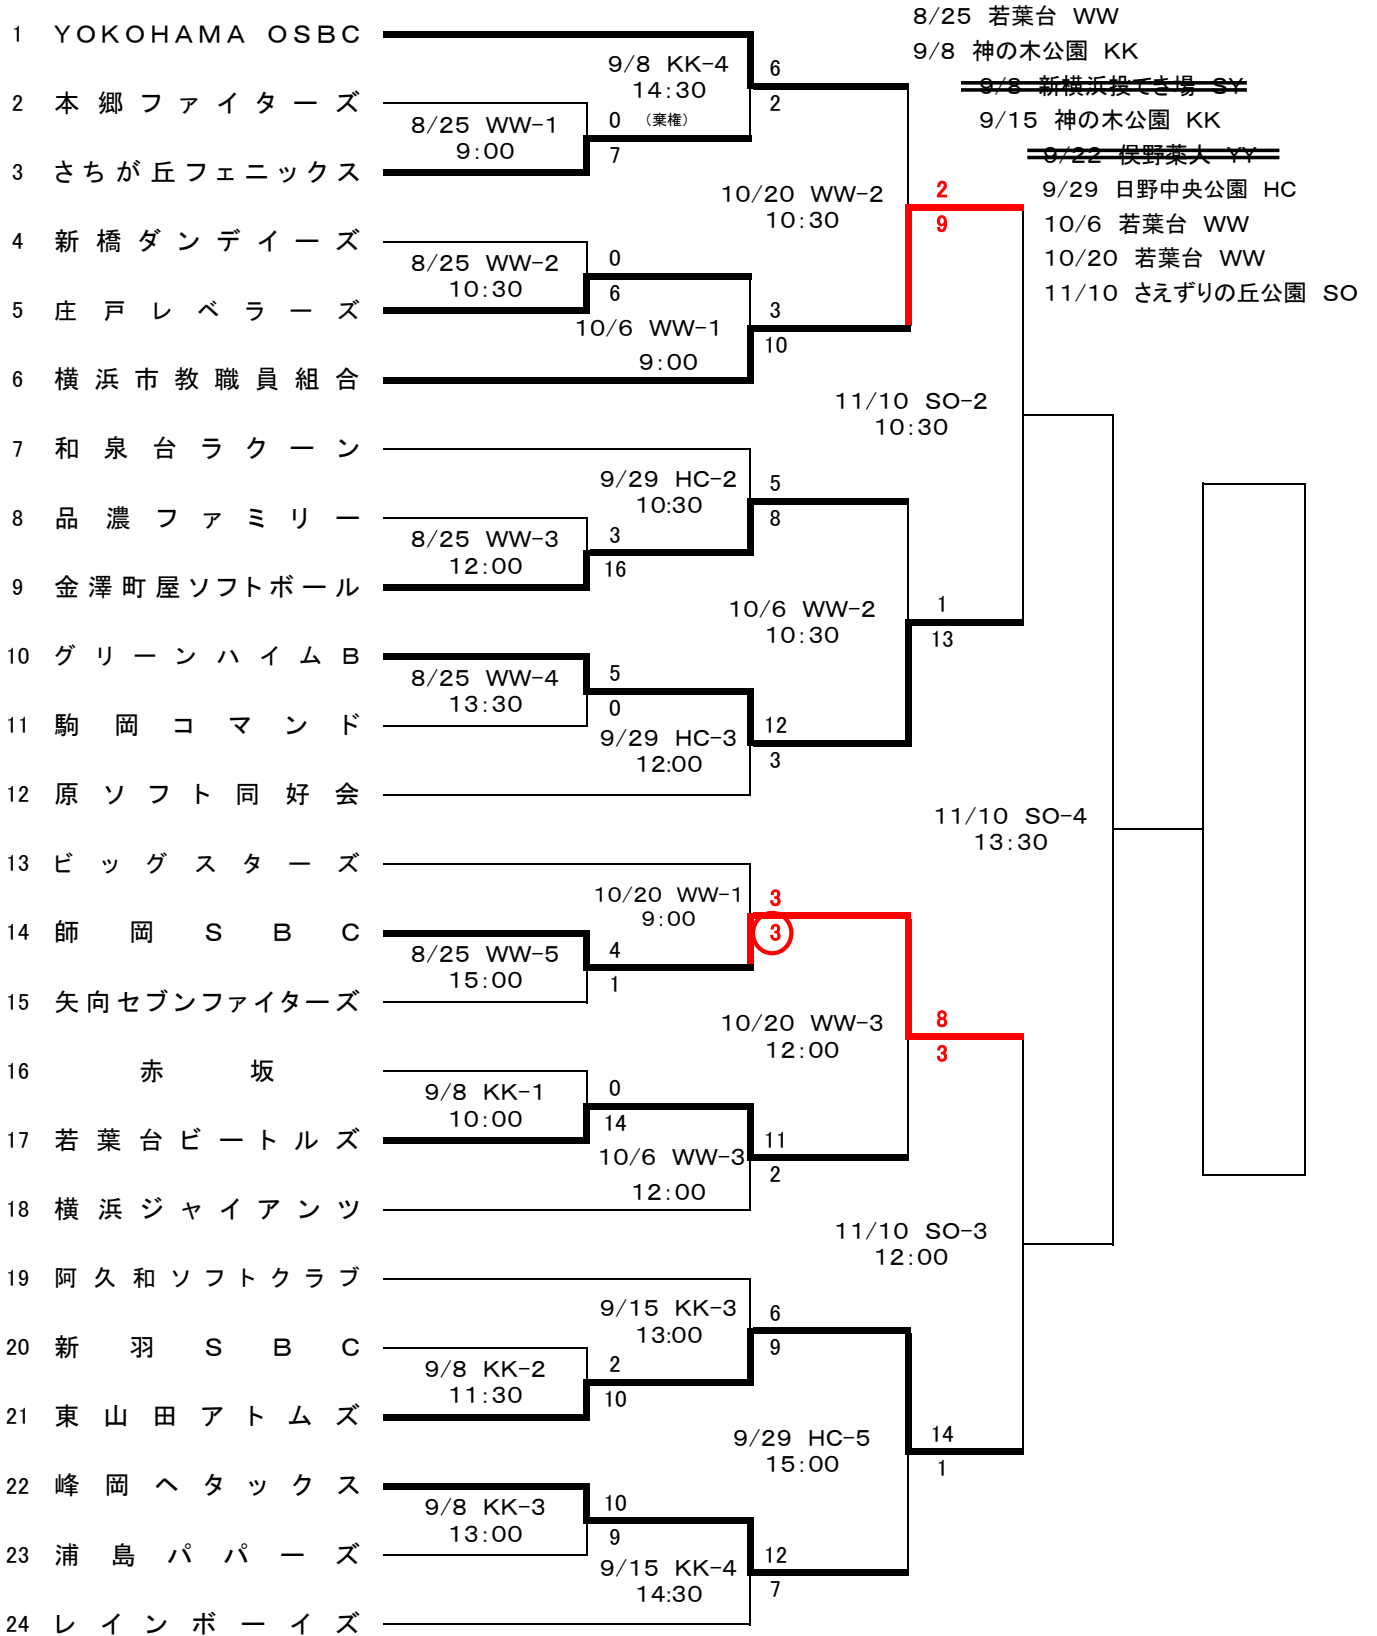 8/25 若葉台 WW
1 YOKOHAMA OSBC
9/8 神の木公園 KK
9/8 KK-4
14:30
(棄権)
6
2
9/8 新横浜投てき場 SY
2 本郷ファイターズ
8/25 WW-1
9:00
0
7
9/15 神の木公園 KK
9/22 俣野薬大 YY
3 さちが丘フェニックス
10/20 WW-2
10:30
2
9
9/29 日野中央公園 HC
10/6 若葉台 WW
10/20 若葉台 WW
11/10 さえずりの丘公園 SO
4 新橋ダンデイーズ
8/25 WW-2
10:30
0
6
5 庄戸レベラーズ
10/6 WW-1
9:00
3
10
6 横浜市教職員組合
11/10 SO-2
10:30
7 和泉台ラクーン
9/29 HC-2
10:30
5
8
8 品濃ファミリー
8/25 WW-3
12:00
3
16
9 金澤町屋ソフトボール
10/6 WW-2
10:30
1
13
10 グリーンハイムB
8/25 WW-4
13:30
5
0
11 駒岡コマンド
9/29 HC-3
12:00
12
3
12 原ソフト同好会
11/10 SO-4
13:30
13 ビッグスターズ
10/20 WW-1
9:00
3
3
14 師岡SBC
8/25 WW-5
15:00
4
1
15 矢向セブンファイターズ
10/20 WW-3
12:00
8
3
16 赤坂
9/8 KK-1
10:00
0
14
17 若葉台ビートルズ
10/6 WW-3
12:00
11
2
18 横浜ジャイアンツ
11/10 SO-3
12:00
19 阿久和ソフトクラブ
9/15 KK-3
13:00
6
9
20 新羽SBC
9/8 KK-2
11:30
2
10
21 東山田アトムズ
9/29 HC-5
15:00
14
1
22 峰岡ヘタックス
9/8 KK-3
13:00
10
9
23 浦島パパーズ
9/15 KK-4
14:30
12
7
24 レインボーイズ